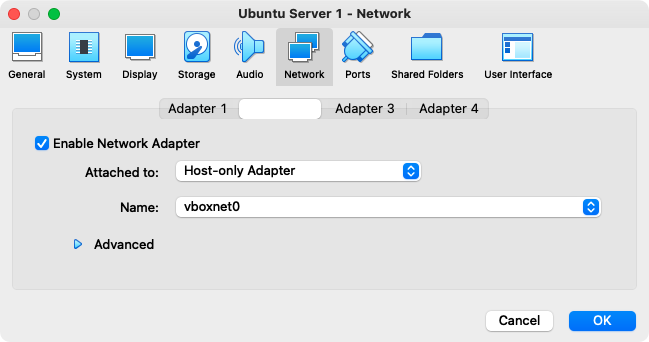 Ubuntu Server 1 - Network
General System Display Storage Audio Network Ports Shared Folders User Interface
Adapter 1 Adapter 3 Adapter 4
Enable Network Adapter
Attached to: Host-only Adapter
Name: vboxnet0
Advanced
Cancel OK